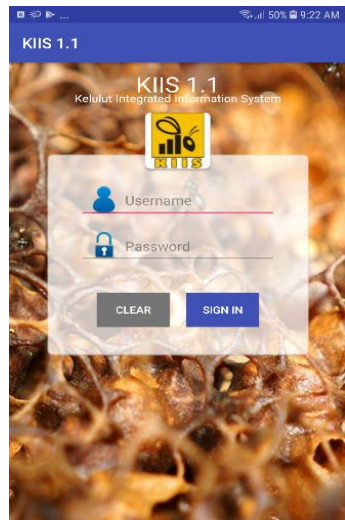 ... 50% 9:22 AM
KIIS 1.1
KIIS 1.1
Kelulut Integrated Information System
KIIS
Username
Password
CLEAR SIGN IN